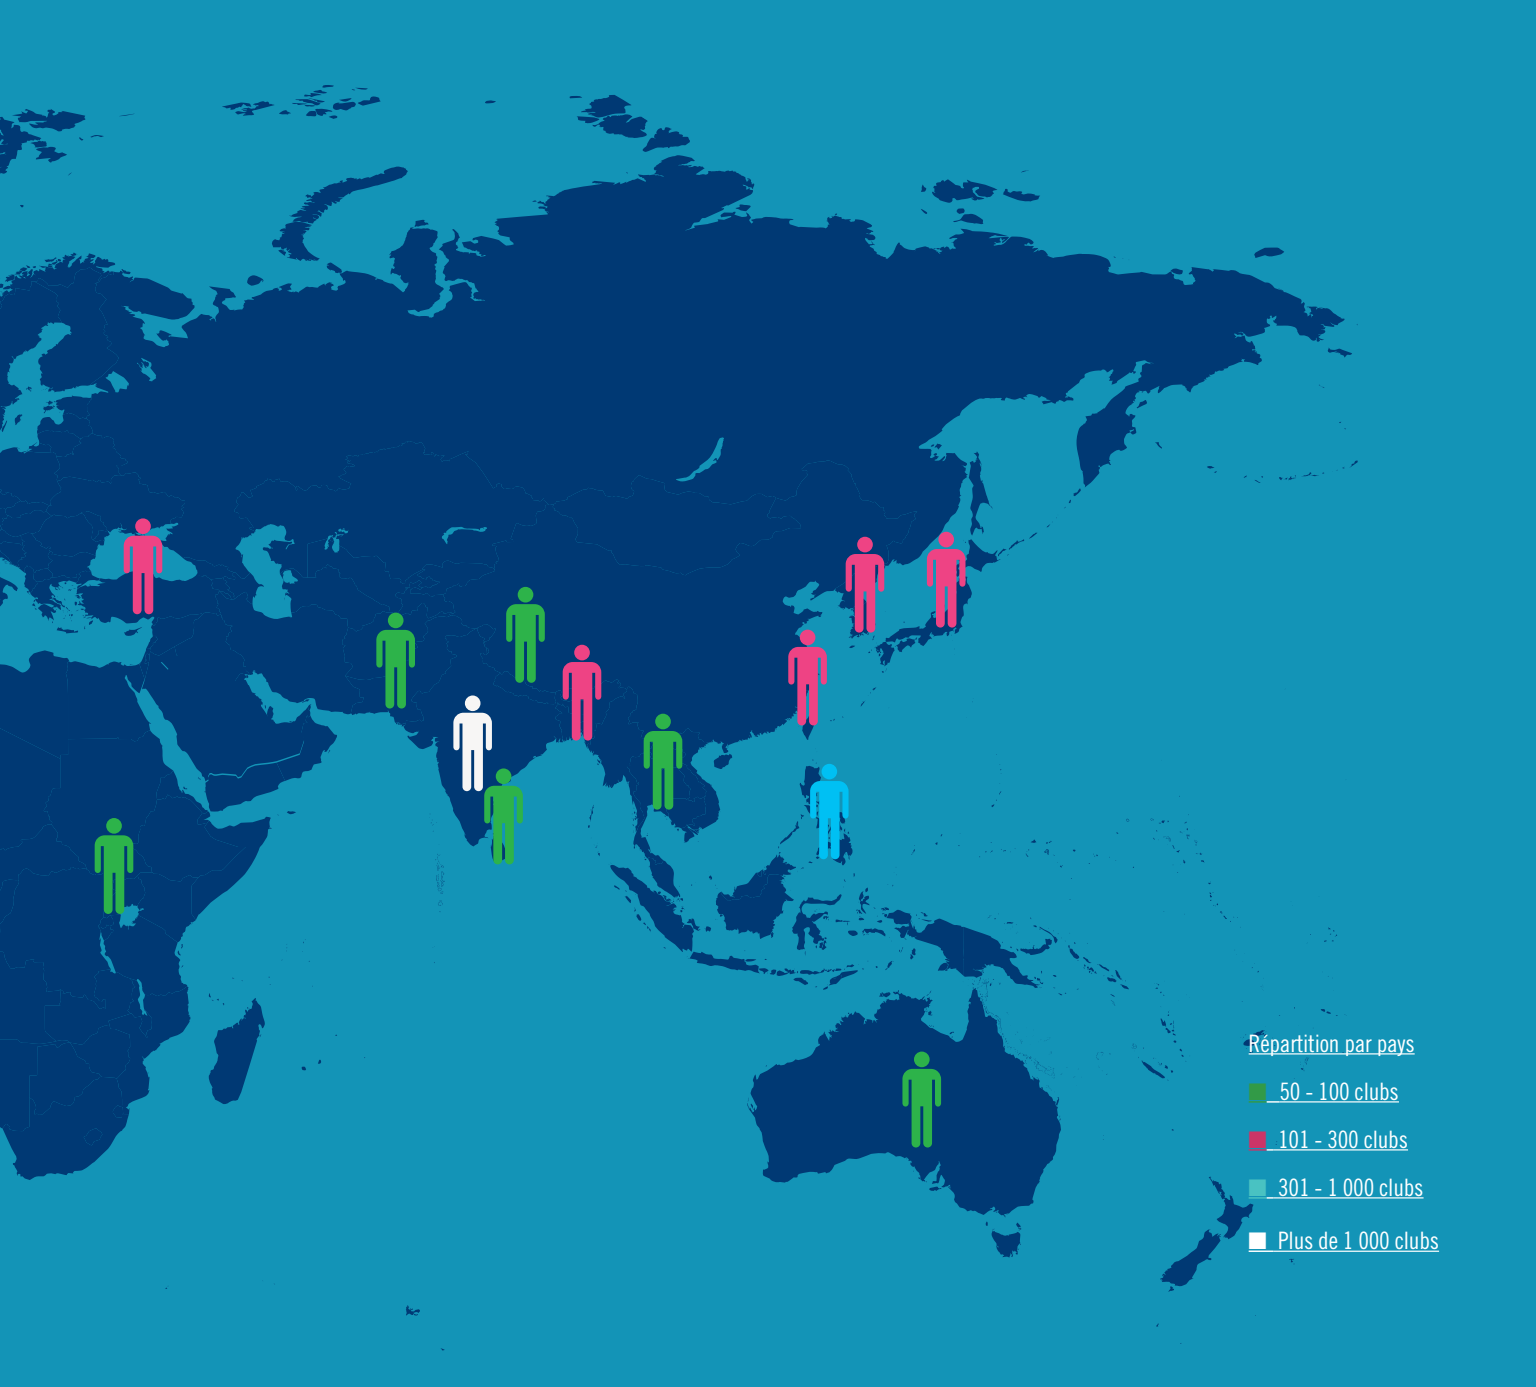 Répartition par pays
50 - 100 clubs
101 - 300 clubs
301 - 1 000 clubs
Plus de 1 000 clubs